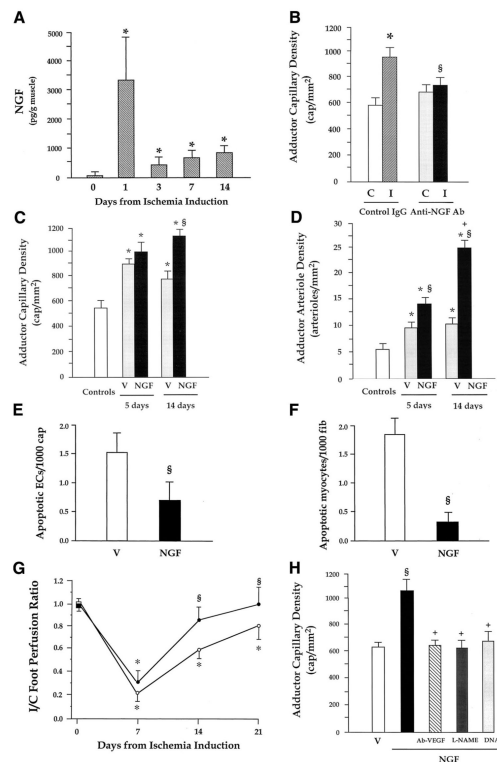 A
NGF
(pg/g muscle)
5000
4000
3000
2000
1000
0
*
*
*
*
0 1 3 7 14
Days from Ischemia Induction
B
Adductor Capillary Density
(cap/mm²)
1200
1000
800
600
400
200
0
*
§
C I C I
Control IgG Anti-NGF Ab
C
Adductor Capillary Density
(cap/mm²)
1200
1000
800
600
400
200
0
* * * * §
Controls
V NGF V NGF
5 days 14 days
D
Adductor Arteriole Density
(arterioles/mm²)
30
25
20
15
10
5
0
* * § * + * §
Controls
V NGF V NGF
5 days 14 days
E
Apoptotic ECs/1000 cap
2.0
1.5
1.0
0.5
0.0
§
V NGF
F
Apoptotic myocytes/1000 fib
2.0
1.5
1.0
0.5
0.0
§
V NGF
G
I/C Foot Perfusion Ratio
1.2
1.0
0.8
0.6
0.4
0.2
0.0
§
§
*
*
*
*
0 7 14 21
Days from Ischemia Induction
H
Adductor Capillary Density
(cap/mm²)
1200
1000
800
600
400
200
0
§
+ + +
V
Ab-VEGF L-NAME DNA
NGF